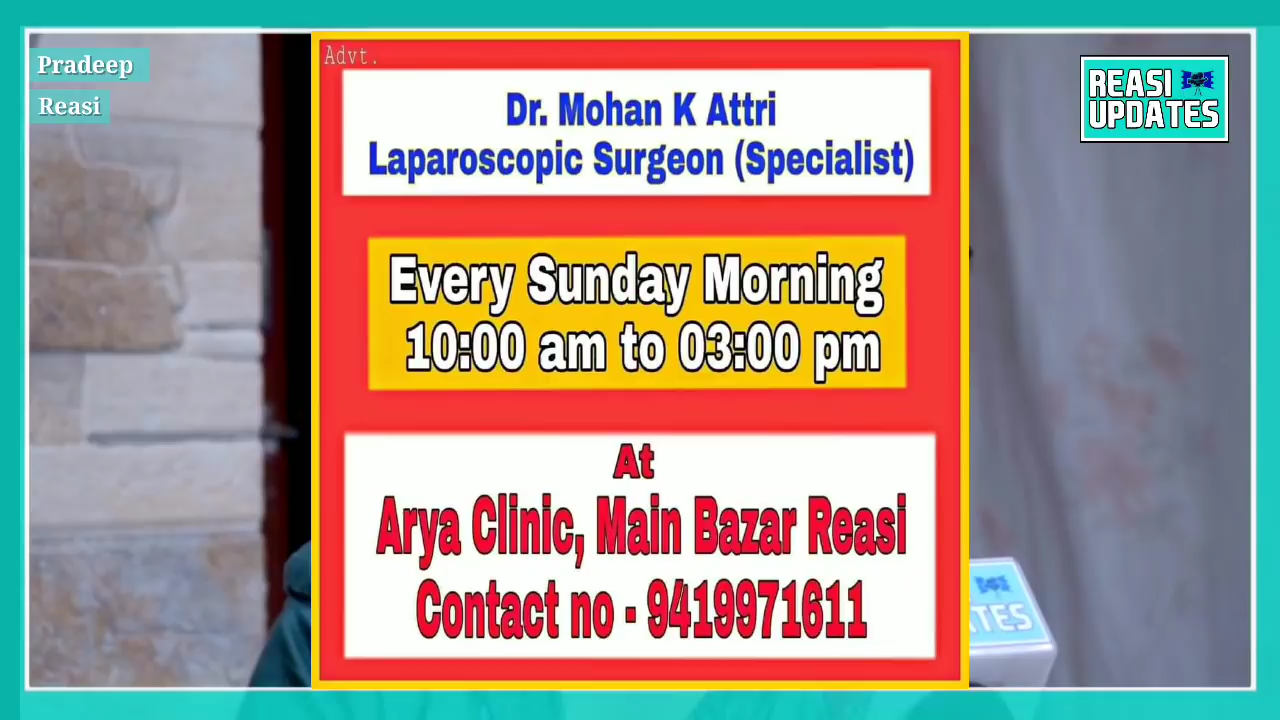 Pradeep
Reasi
Advt.
REASI
UPDATES
Dr. Mohan K Attri
Laparoscopic Surgeon (Specialist)
Every Sunday Morning
10:00 am to 03:00 pm
At
Arya Clinic, Main Bazar Reasi
Contact no - 9419971611
TES